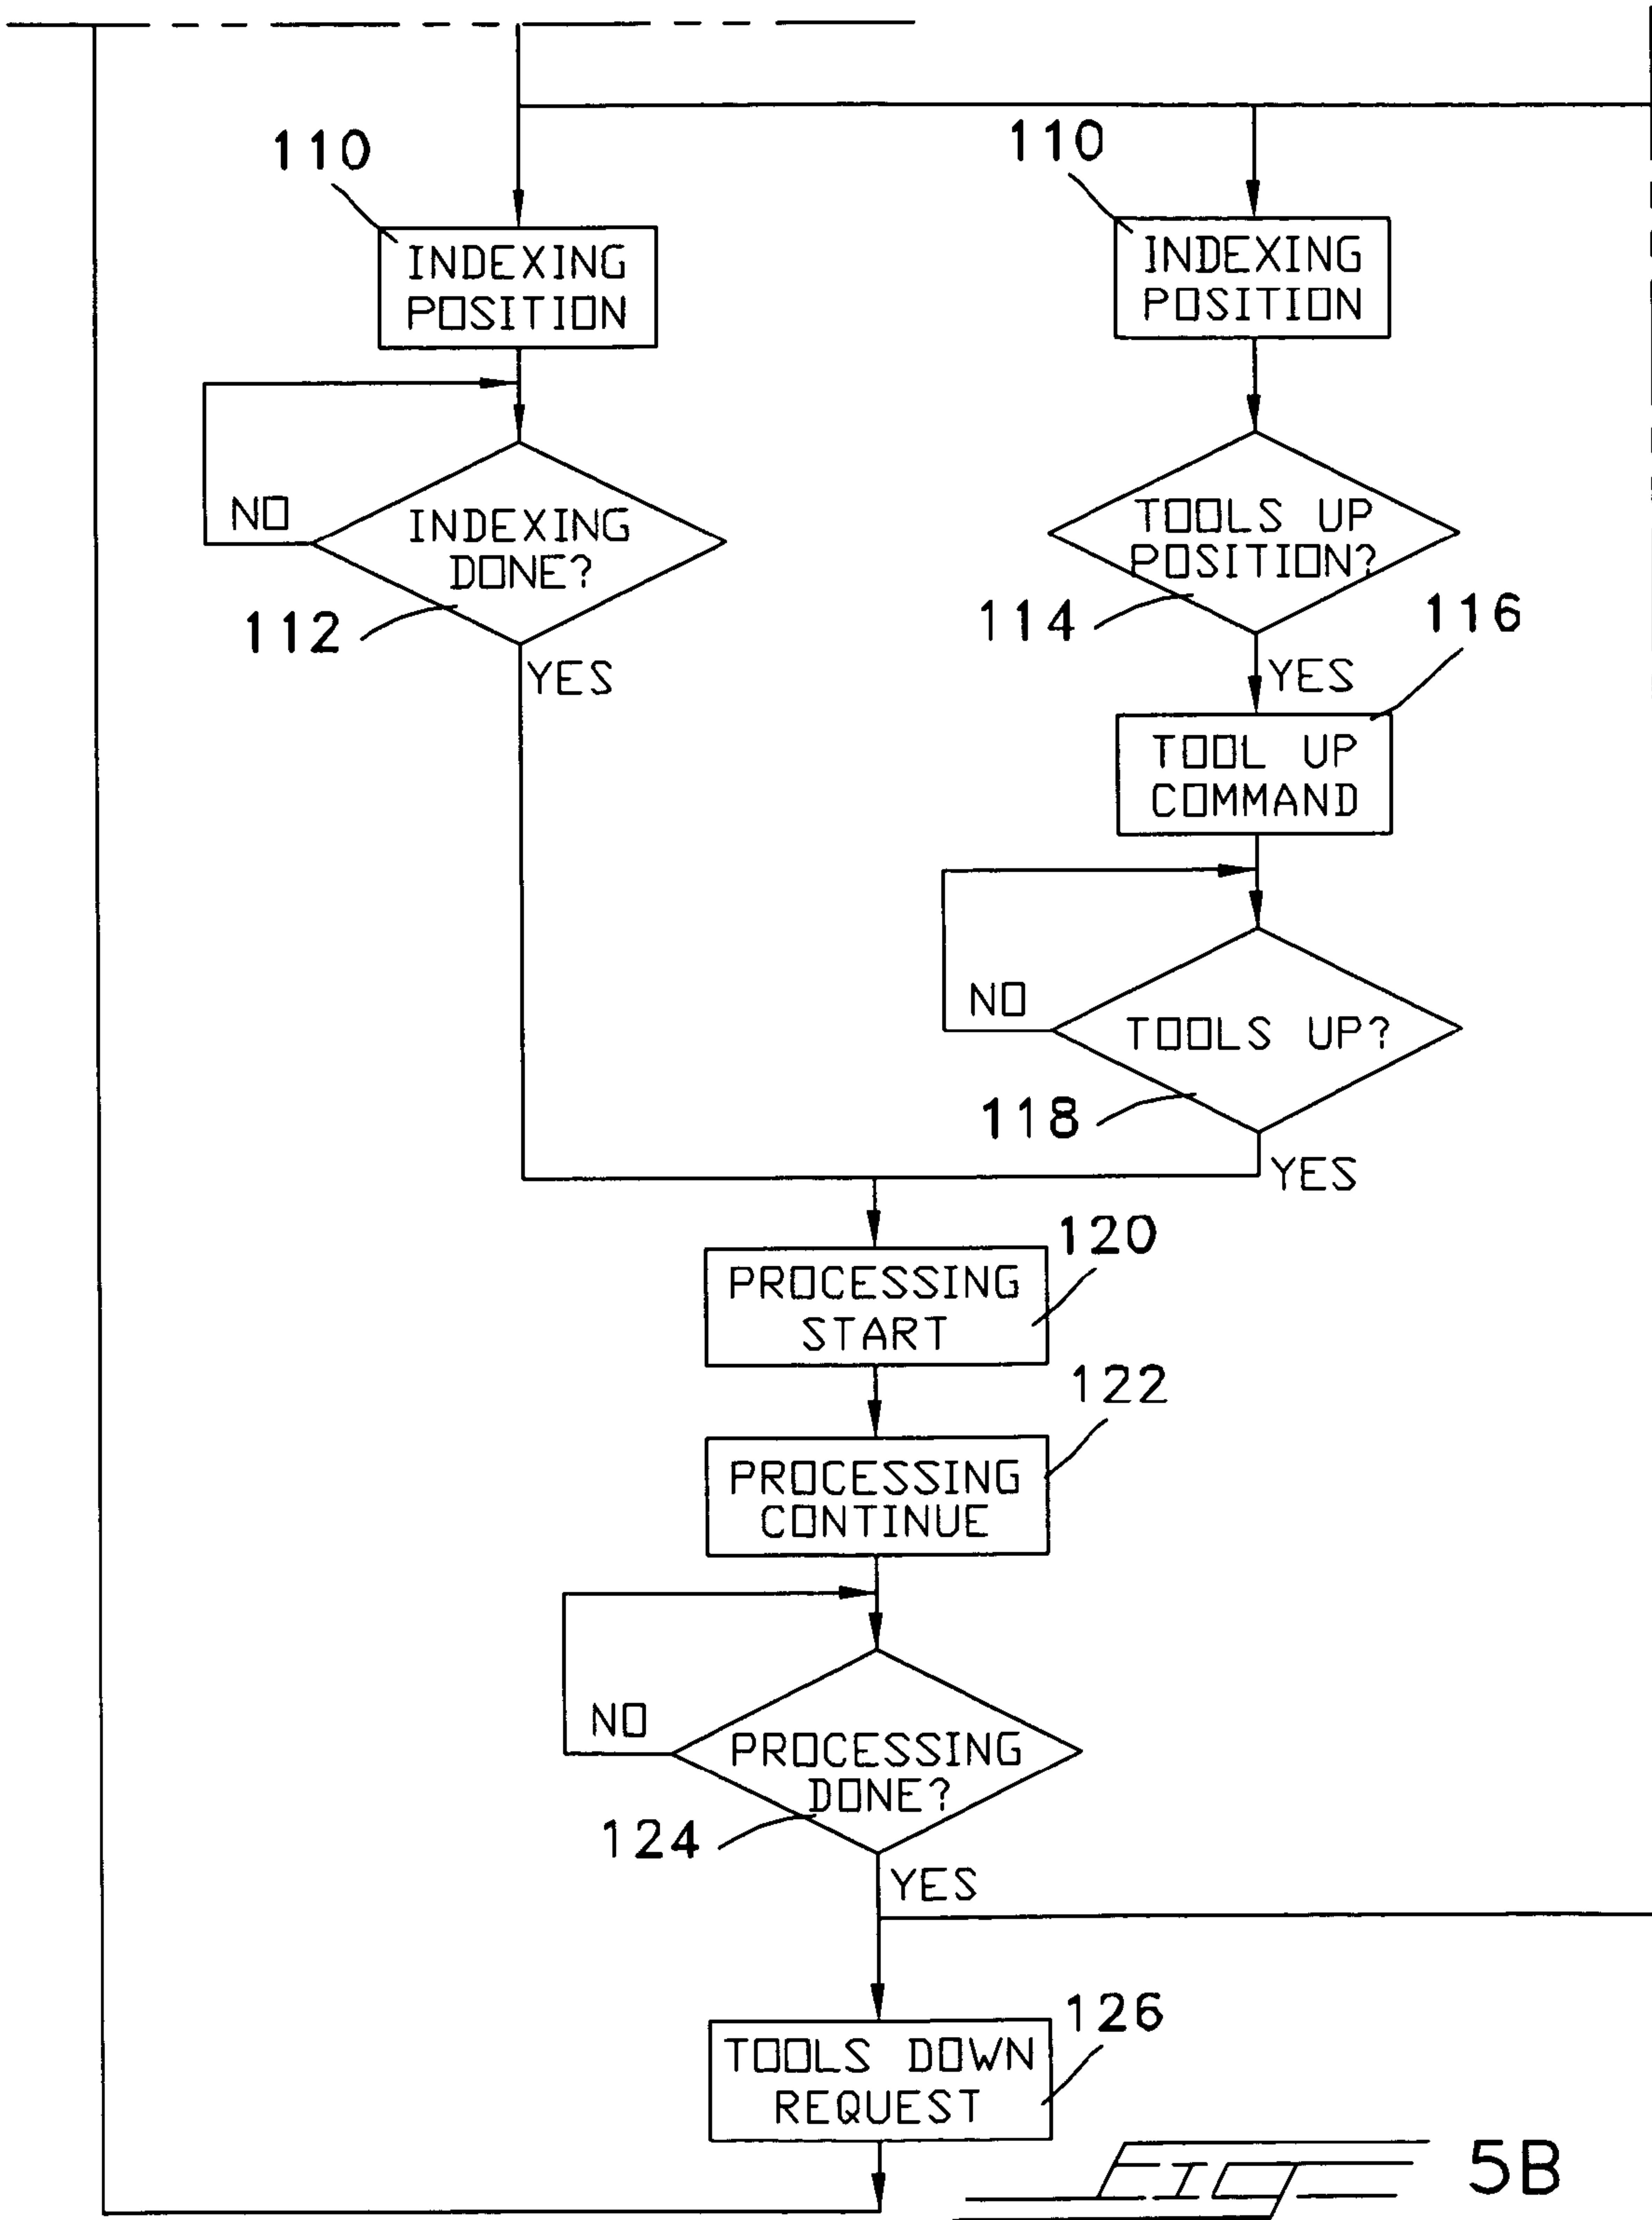 110
INDEXING
POSITION
NO
INDEXING
DONE?
112
YES
110
INDEXING
POSITION
TOOLS UP
POSITION?
114
YES
116
TOOL UP
COMMAND
NO
TOOLS UP?
118
YES
PROCESSING
START
120
PROCESSING
CONTINUE
122
NO
PROCESSING
DONE?
124
YES
TOOLS DOWN
REQUEST
126
FIG 5B